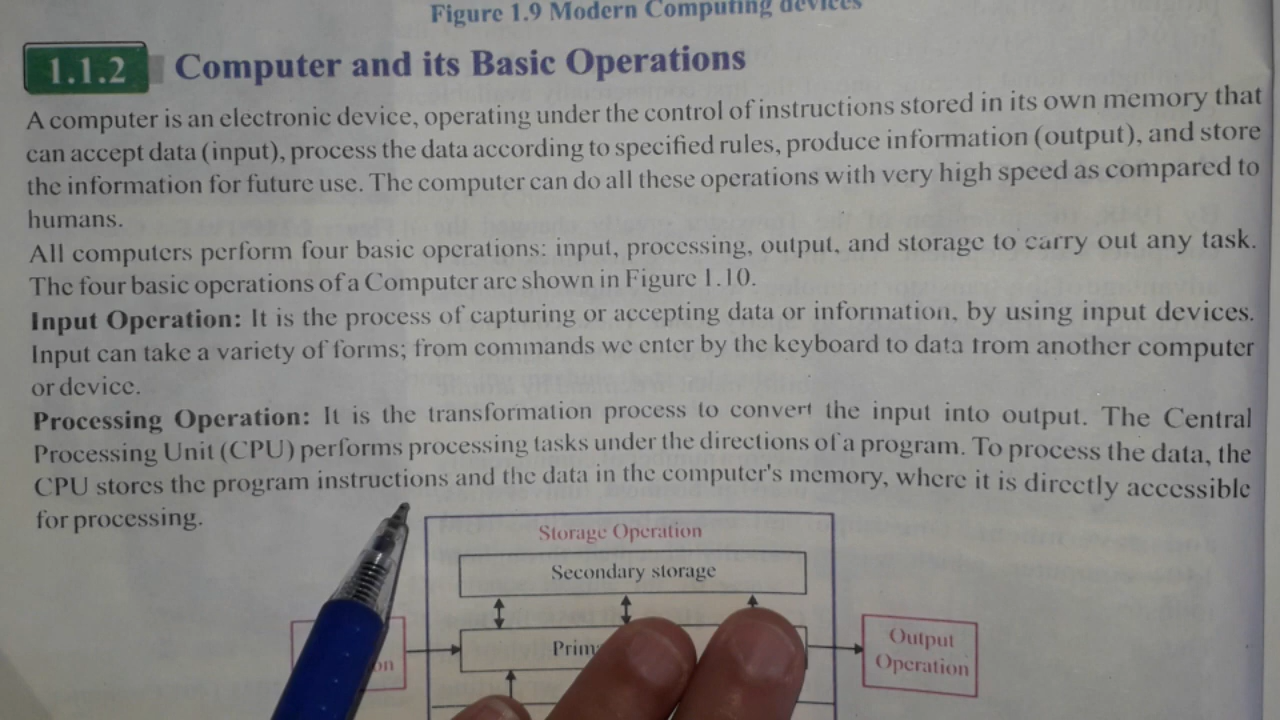 Figure 1.9 Modern Computing devices
1.1.2 Computer and its Basic Operations
A computer is an electronic device, operating under the control of instructions stored in its own memory that
can accept data (input), process the data according to specified rules, produce information (output), and store
the information for future use. The computer can do all these operations with very high speed as compared to
humans.
All computers perform four basic operations: input, processing, output, and storage to carry out any task.
The four basic operations of a Computer are shown in Figure 1.10.
Input Operation: It is the process of capturing or accepting data or information, by using input devices.
Input can take a variety of forms; from commands we enter by the keyboard to data from another computer
or device.
Processing Operation: It is the transformation process to convert the input into output. The Central
Processing Unit (CPU) performs processing tasks under the directions of a program. To process the data, the
CPU stores the program instructions and the data in the computer's memory, where it is directly accessible
for processing.
Storage Operation
Secondary storage
Output
Operation